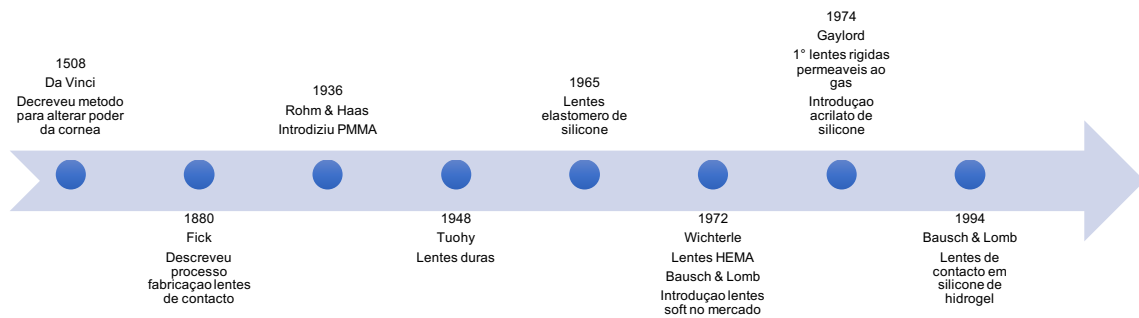 1508
Da Vinci
Decreveu metodo
para alterar poder
da cornea
1880
Fick
Descreveu
processo
fabricaçao lentes
de contacto
1936
Rohm & Haas
Introdiziu PMMA
1948
Tuohy
Lentes duras
1965
Lentes
elastomero de
silicone
1972
Wichterle
Lentes HEMA
Bausch & Lomb
Introduçao lentes
soft no mercado
1974
Gaylord
1° lentes rigidas
permeaveis ao
gas
Introduçao
acrilato de
silicone
1994
Bausch & Lomb
Lentes de
contacto em
silicone de
hidrogel